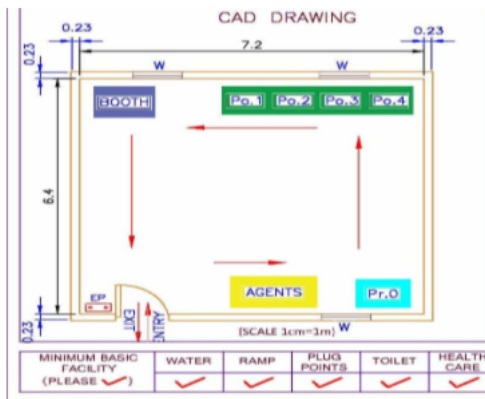 CAD DRAWING
0.23
7.2
0.23
0.23
W
W
BOOTH
Po.1
Po.2
Po.3
Po.4
6.4
EP
AGENTS
Pr.O
EXIT
ENTRY
0.23
(SCALE 1cm=1m)
W
MINIMUM BASIC
FACILITY
(PLEASE ✓)
WATER
RAMP
PLUG
POINTS
TOILET
HEALTH
CARE